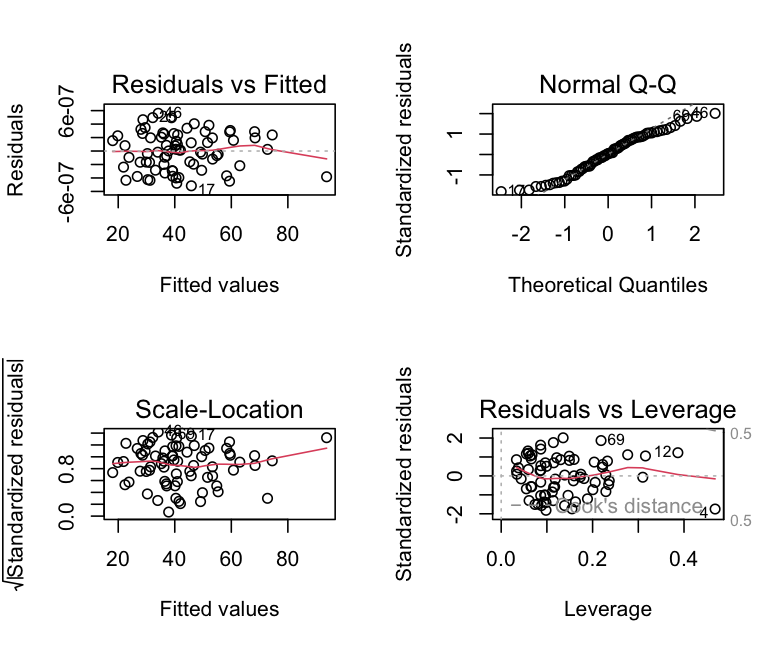 Residuals vs Fitted
Residuals
6e-07
-6e-07
46
17
20 40 60 80
Fitted values
Normal Q-Q
Standardized residuals
1
-1
69 46
17
-2 -1 0 1 2
Theoretical Quantiles
Scale-Location
√|Standardized residuals|
0.8
0.0
46
17
20 40 60 80
Fitted values
Residuals vs Leverage
Standardized residuals
2
0
-2
69
12
4
Cook's distance
0.5
0.5
0.0 0.2 0.4
Leverage